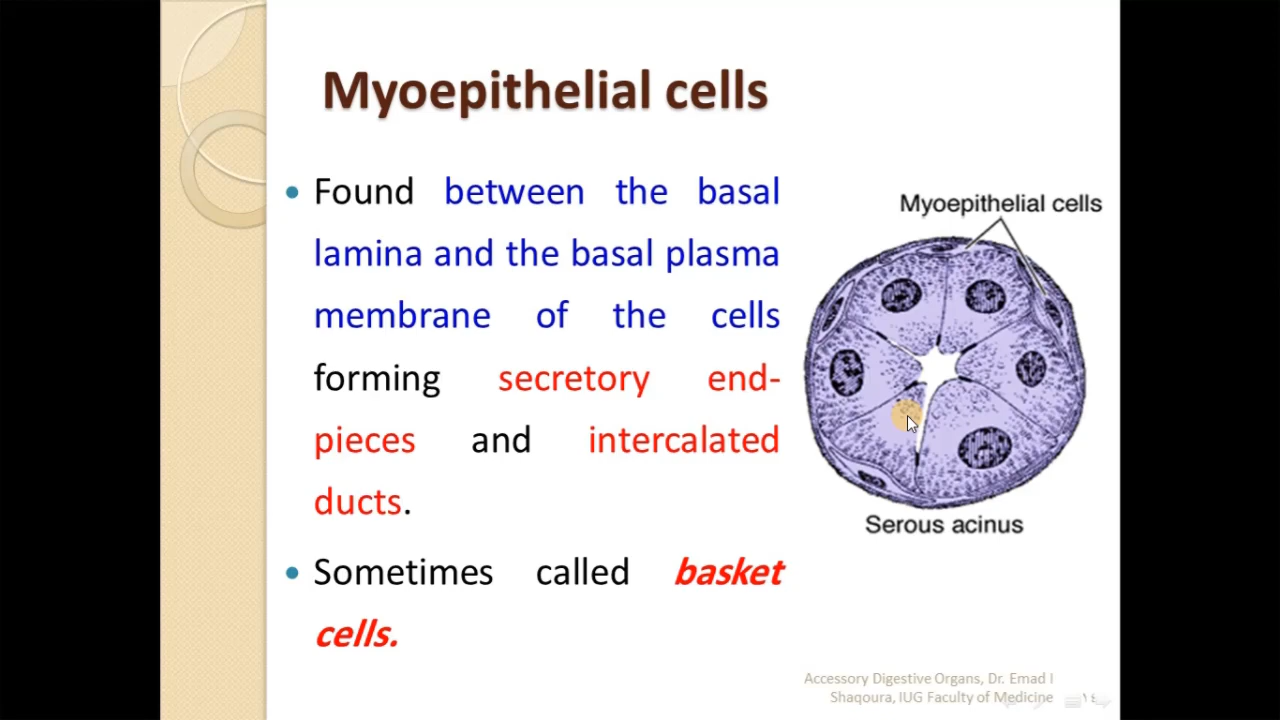 Myoepithelial cells
• Found between the basal
lamina and the basal plasma
membrane of the cells
forming secretory end-
pieces and intercalated
ducts.
• Sometimes called basket
cells.
Myoepithelial cells
Serous acinus
Accessory Digestive Organs, Dr. Emad I
Shaqoura, IUG Faculty of Medicine